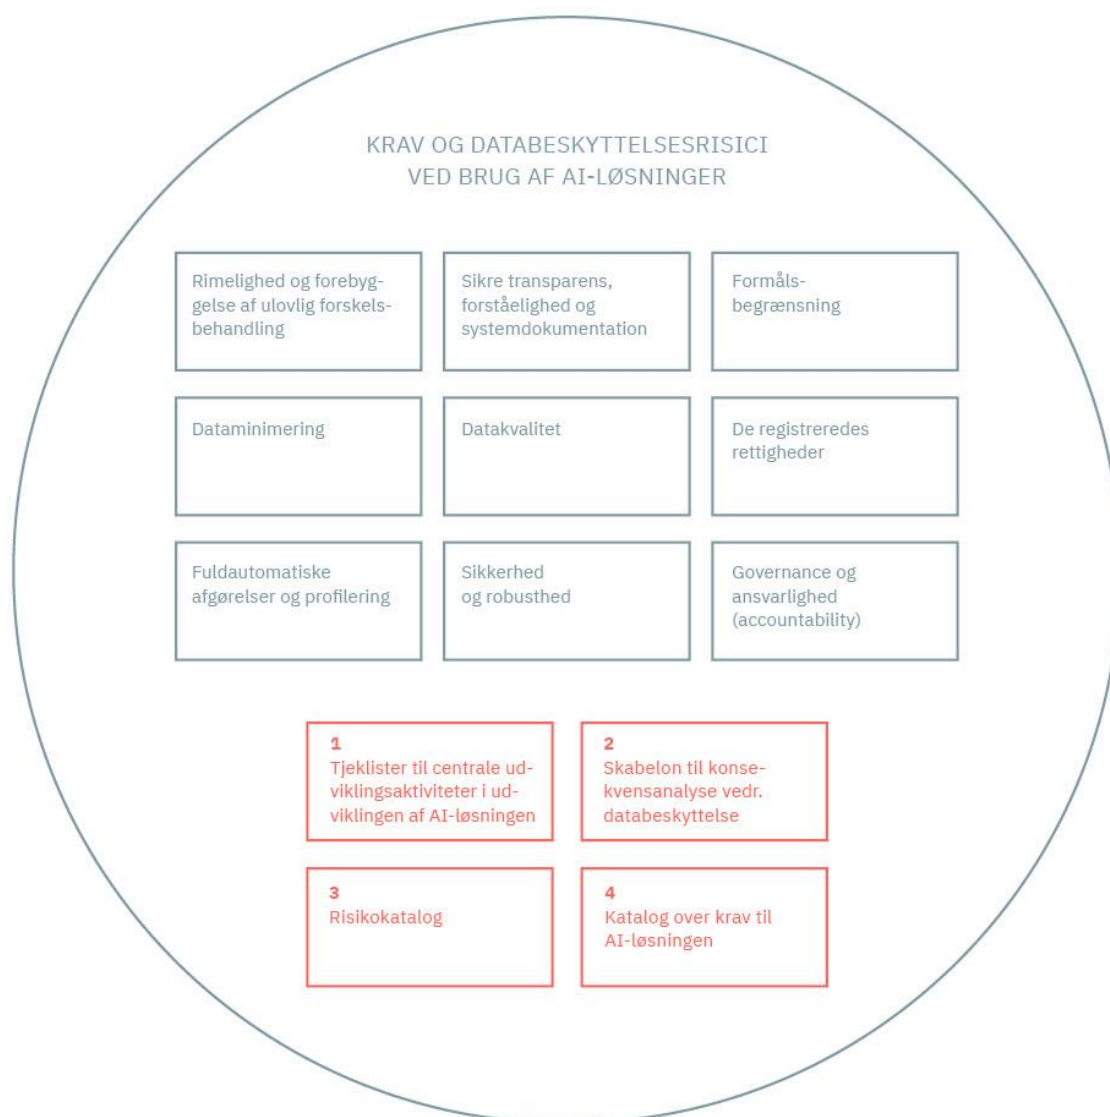 KRAV OG DATABESKYTTELSESRISICI
VED BRUG AF AI-LØSNINGER
Rimelighed og forebyg-
gelse af ulovlig forskels-
behandling
Sikre transparens,
forståelighed og
systemdokumentation
Formåls-
begrænsning
Dataminimering
Datakvalitet
De registreredes
rettigheder
Fuldautomatiske
afgørelser og profilering
Sikkerhed
og robusthed
Governance og
ansvarlighed
(accountability)
1
Tjeklister til centrale ud-
viklingsaktiviteter i ud-
viklingen af AI-løsningen
2
Skabelon til konse-
kvensanalyse vedr.
databeskyttelse
3
Risikokatalog
4
Katalog over krav til
AI-løsningen